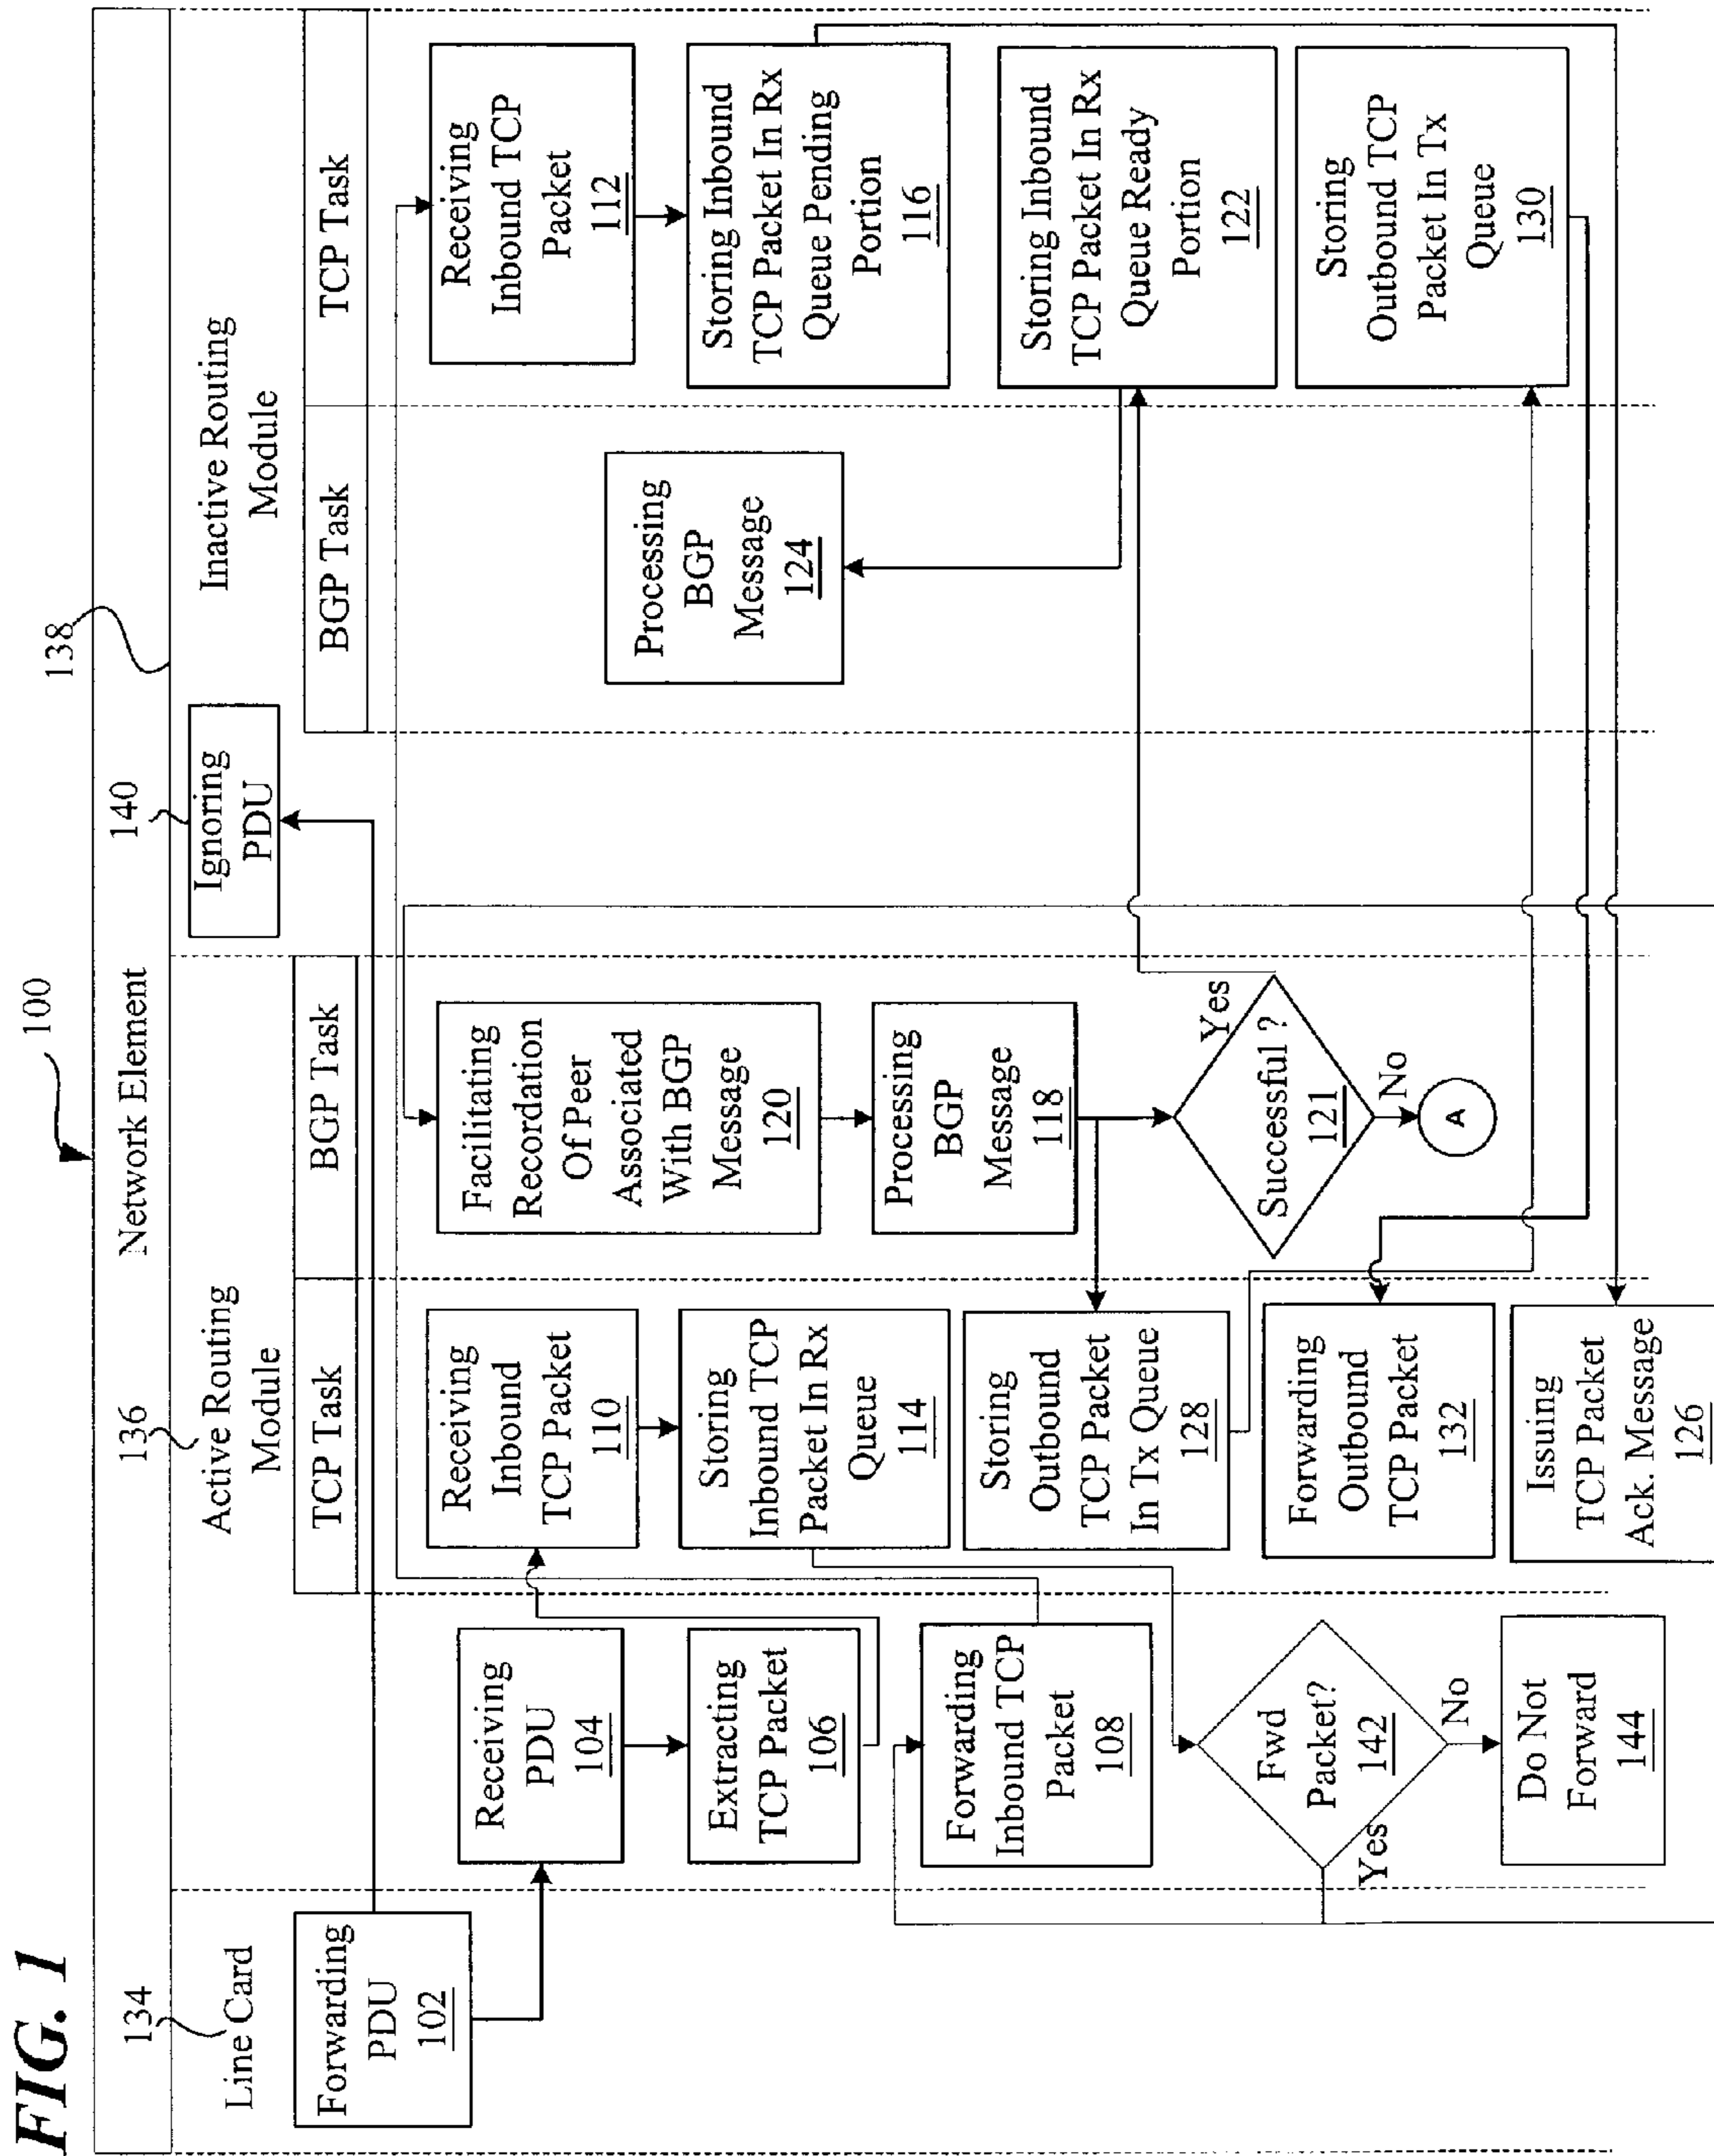 FIG. 1
100
Network Element
134
Line Card
136
Active Routing
Module
140
Ignoring
PDU
138
Inactive Routing
Module
TCP Task
BGP Task
BGP Task
TCP Task
Forwarding
PDU
102
Receiving
PDU
104
Extracting
TCP Packet
106
Forwarding
Inbound TCP
Packet
108
Fwd
Packet?
142
Yes
No
Do Not
Forward
144
Receiving
Inbound
TCP Packet
110
Storing
Inbound TCP
Packet In Rx
Queue
114
Storing
Outbound
TCP Packet
In Tx Queue
128
Forwarding
Outbound
TCP Packet
132
Issuing
TCP Packet
Ack. Message
126
Facilitating
Recordation
Of Peer
Associated
With BGP
Message
120
Processing
BGP
Message
118
Successful ?
121
Yes
No
A
Processing
BGP
Message
124
Receiving
Inbound TCP
Packet
112
Storing Inbound
TCP Packet In Rx
Queue Pending
Portion
116
Storing Inbound
TCP Packet In Rx
Queue Ready
Portion
122
Storing
Outbound TCP
Packet In Tx
Queue
130